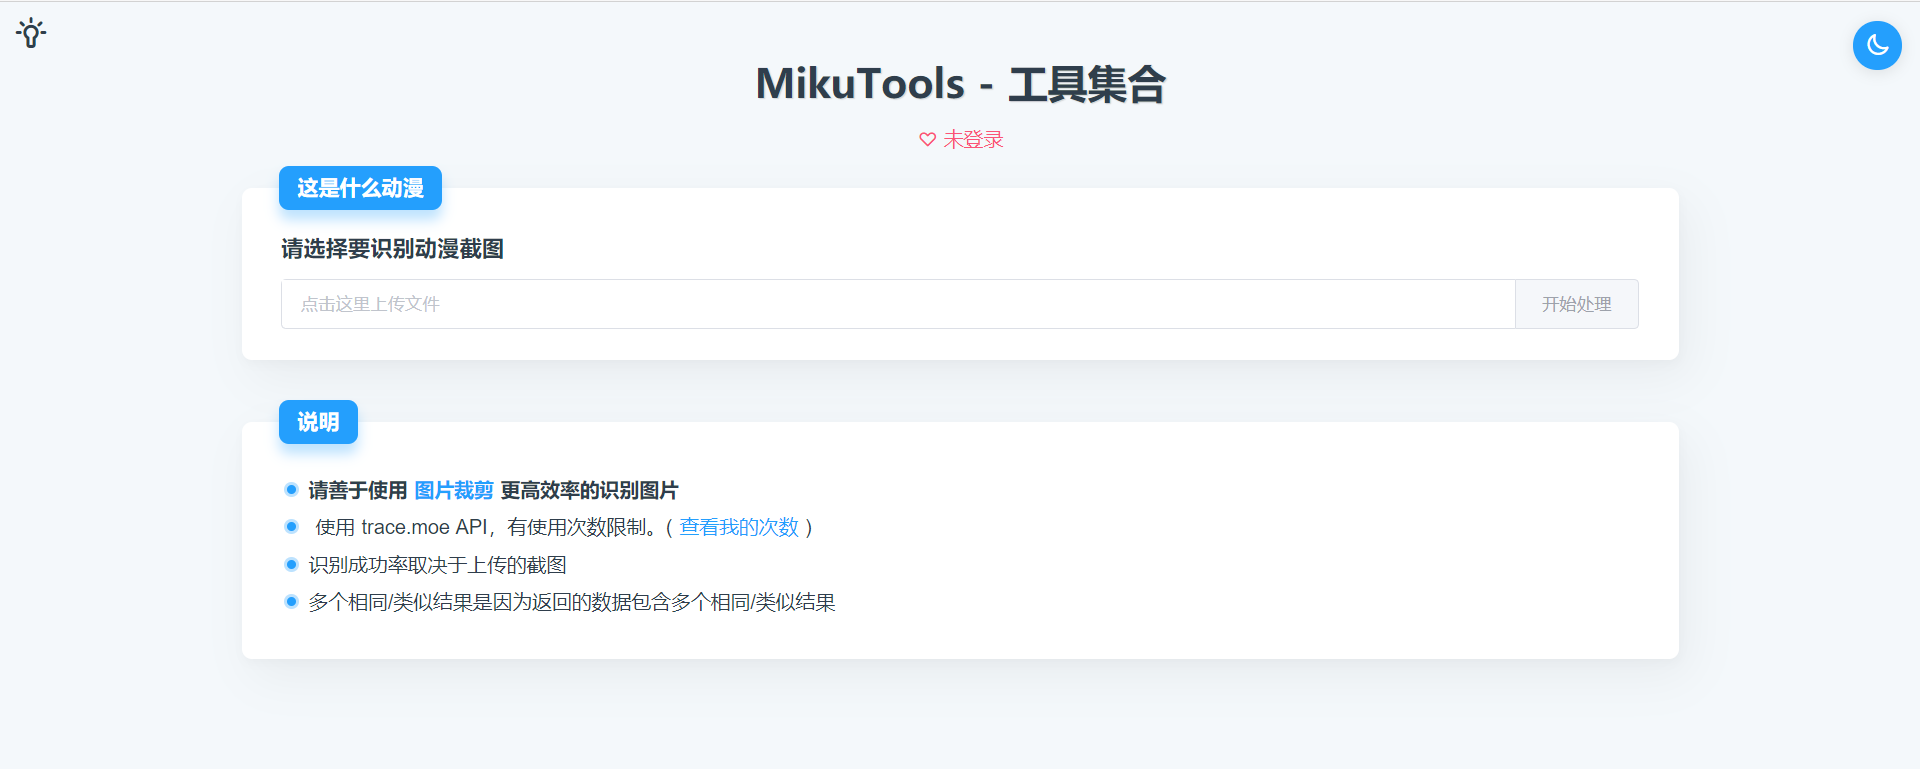 MikuTools - 工具集合
未登录
这是什么动漫
请选择要识别动漫截图
点击这里上传文件
开始处理
说明
请善于使用 图片裁剪 更高效率的识别图片
使用 trace.moe API，有使用次数限制。( 查看我的次数 )
识别成功率取决于上传的截图
多个相同/类似结果是因为返回的数据包含多个相同/类似结果